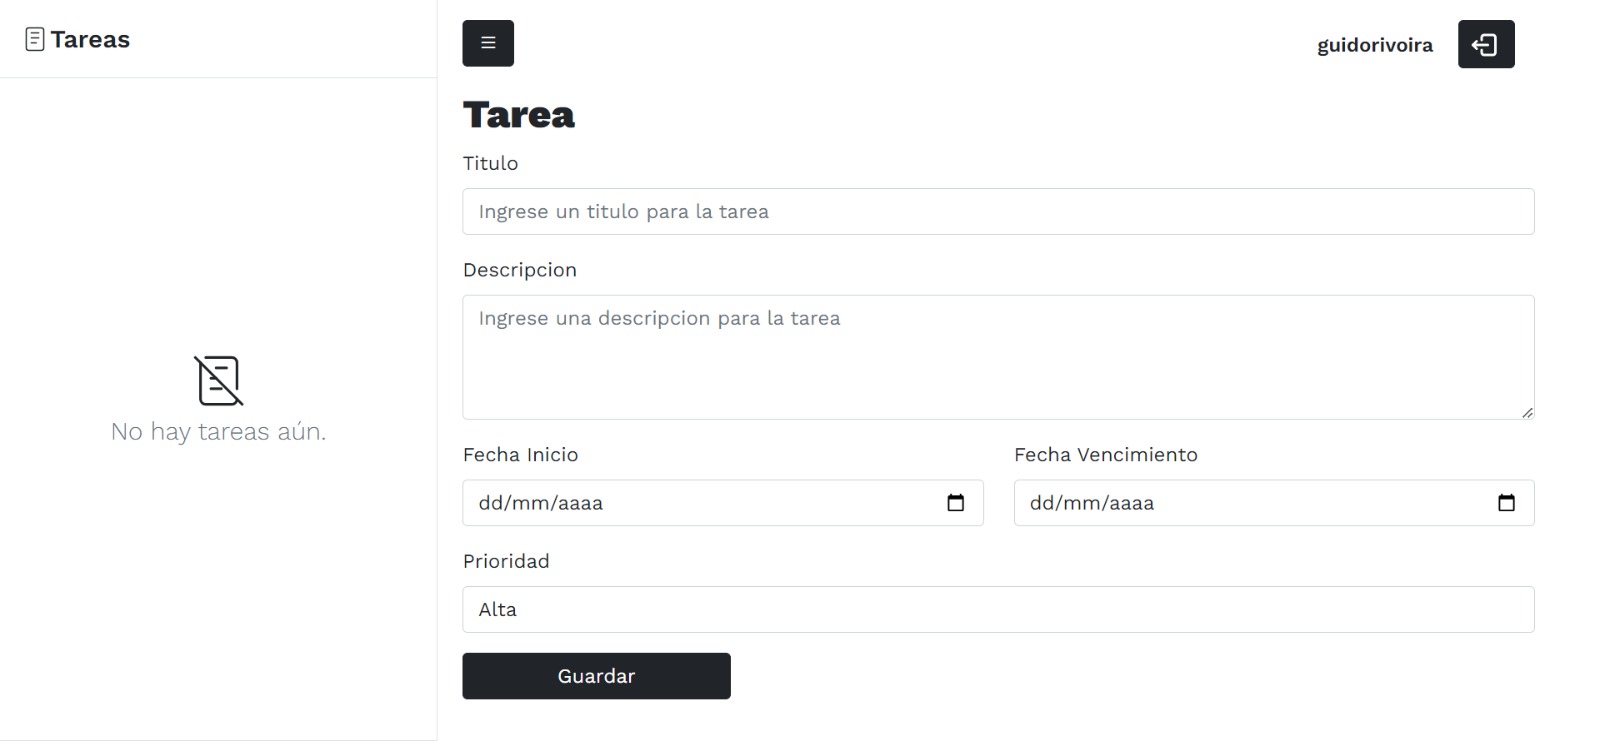 Tareas
No hay tareas aún.
guidorivoira
Tarea
Titulo
Ingrese un titulo para la tarea
Descripcion
Ingrese una descripcion para la tarea
Fecha Inicio
dd/mm/aaaa
Fecha Vencimiento
dd/mm/aaaa
Prioridad
Alta
Guardar